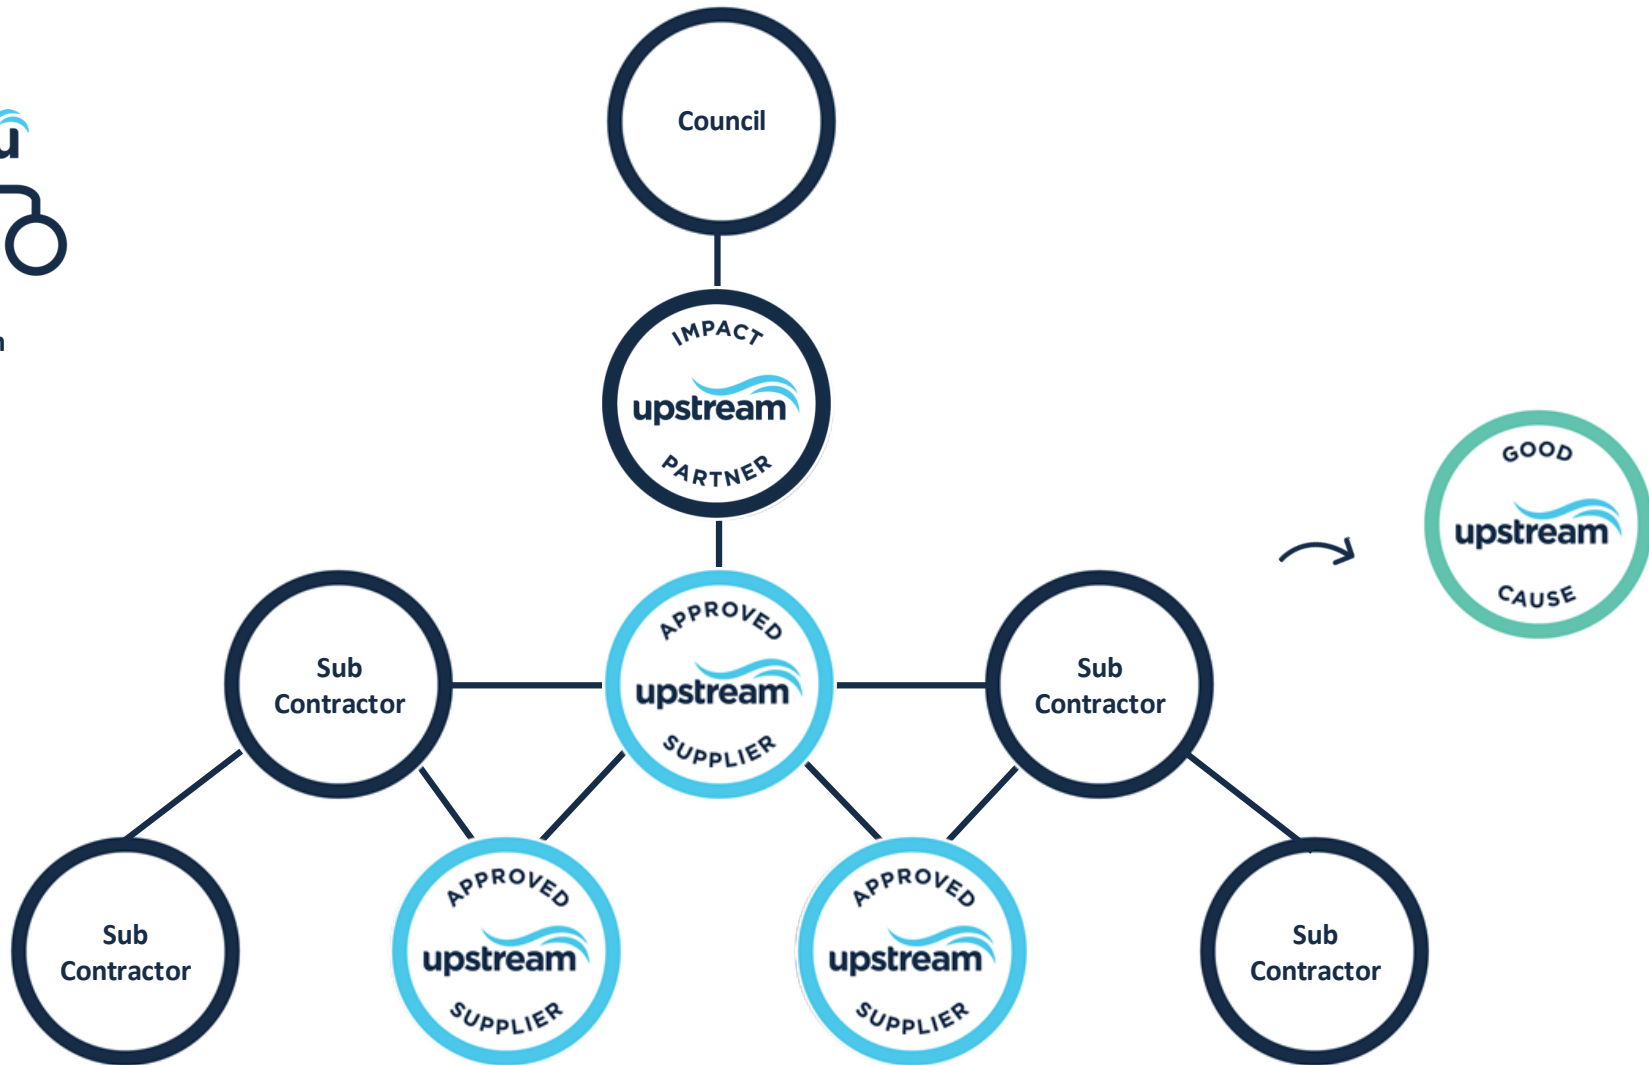 Council
u
n
IMPACT
upstream
PARTNER
GOOD
upstream
CAUSE
Sub
Contractor
APPROVED
upstream
SUPPLIER
Sub
Contractor
Sub
Contractor
APPROVED
upstream
SUPPLIER
APPROVED
upstream
SUPPLIER
Sub
Contractor